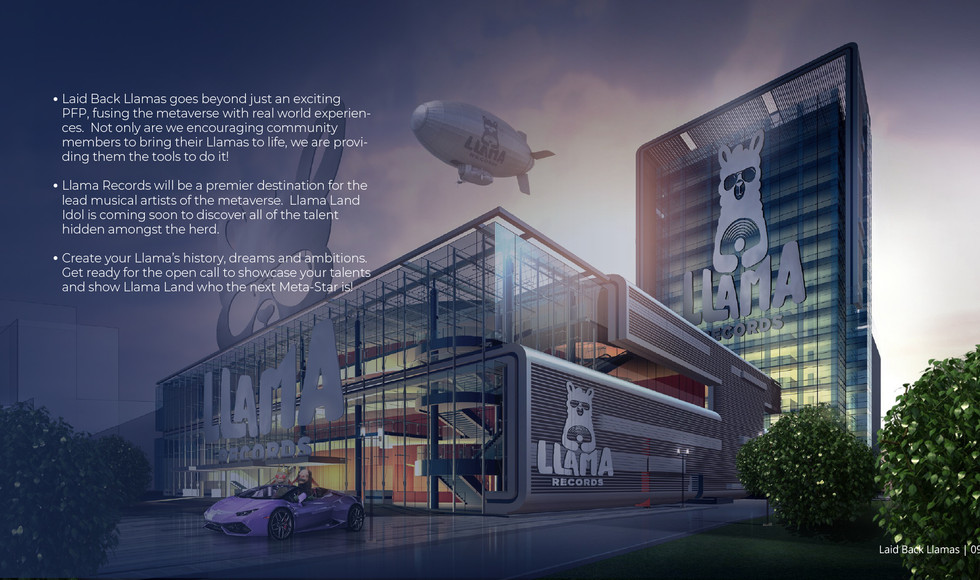 • Laid Back Llamas goes beyond just an exciting
PFP, fusing the metaverse with real world experien-
ces.  Not only are we encouraging community
members to bring their Llamas to life, we are provi-
ding them the tools to do it!
• Llama Records will be a premier destination for the
lead musical artists of the metaverse.  Llama Land
Idol is coming soon to discover all of the talent
hidden amongst the herd.
• Create your Llama's history, dreams and ambitions.
Get ready for the open call to showcase your talents
and show Llama Land who the next Meta-Star is!
LLAMA
LLAMA
RECORDS
LLAMA
RECORDS
LLAMA
RECORDS
Laid Back Llamas | 09